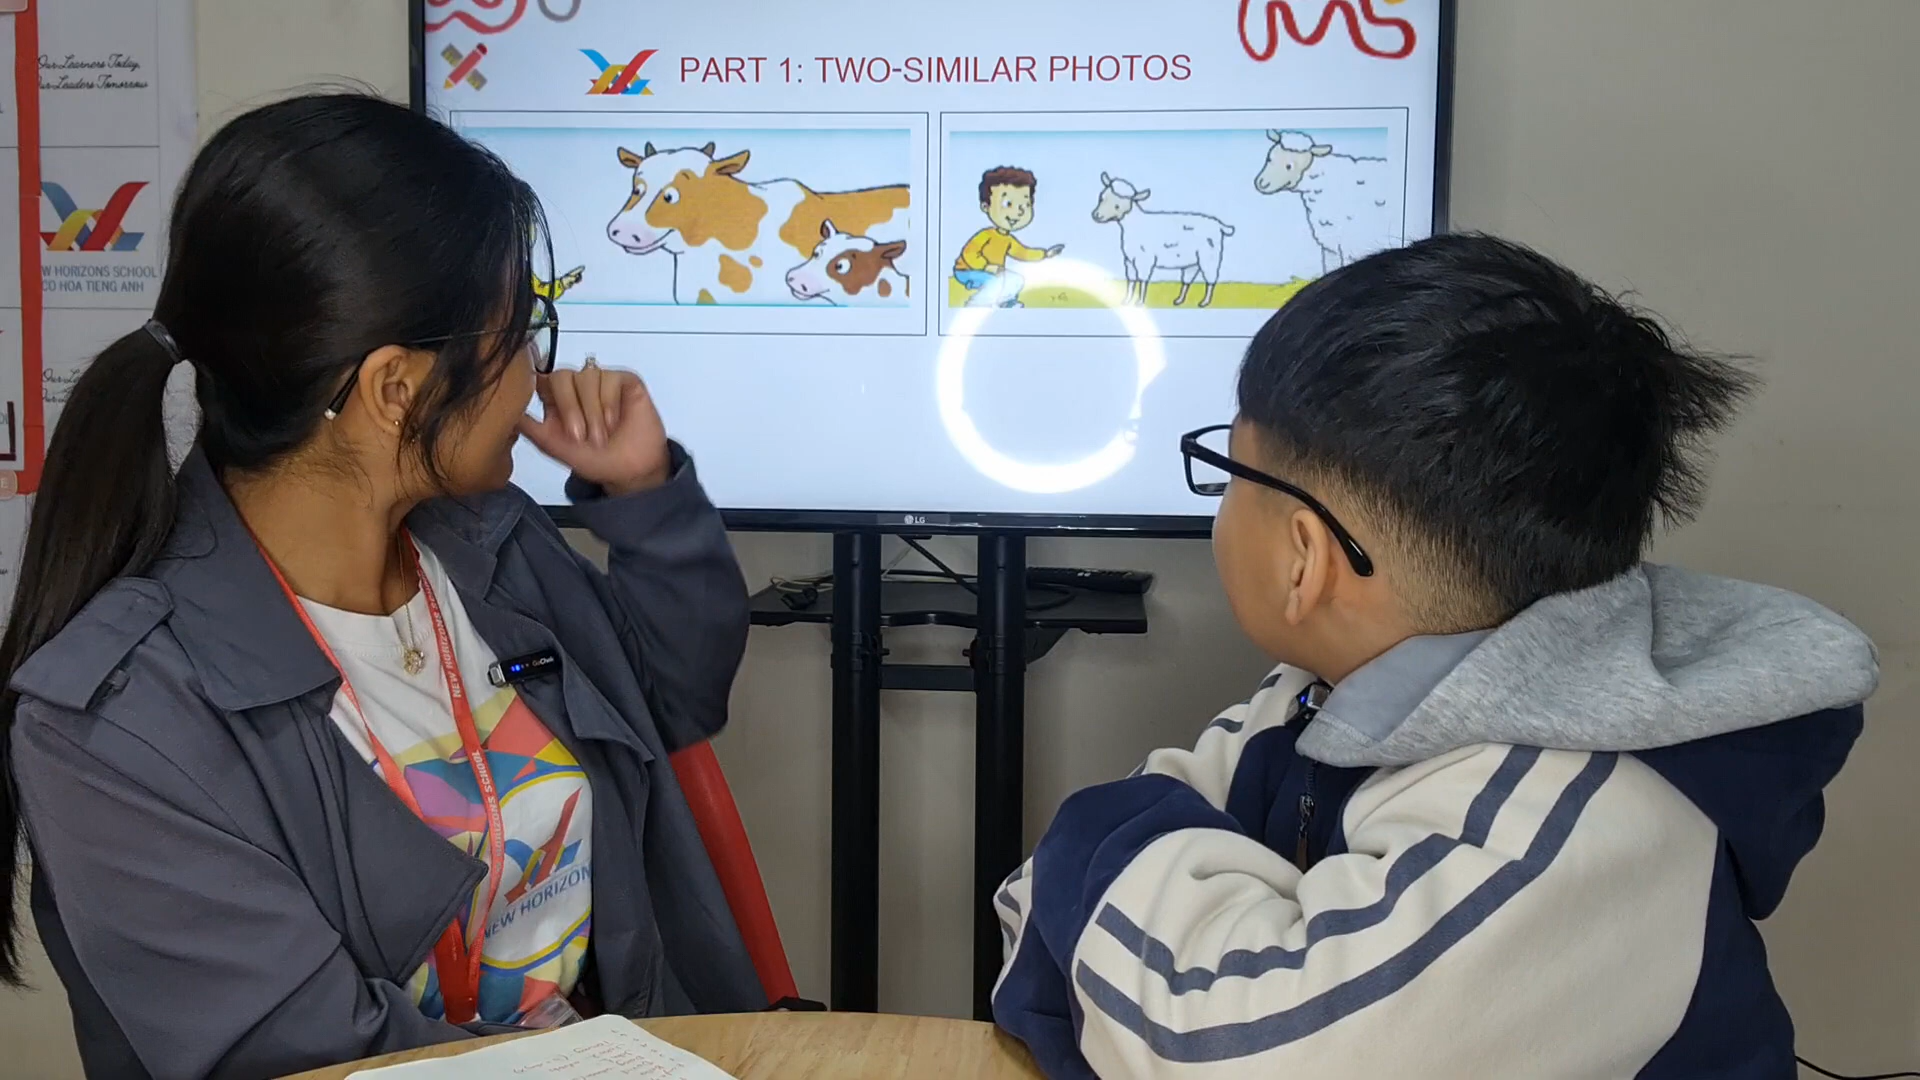 Our Learners Today,
Our Leaders Tomorrow
W HORIZONS SCHOOL
CO HOA TIENG ANH
PART 1: TWO-SIMILAR PHOTOS
LG
NEW HORIZONS SCHOOL
NEW HORIZON